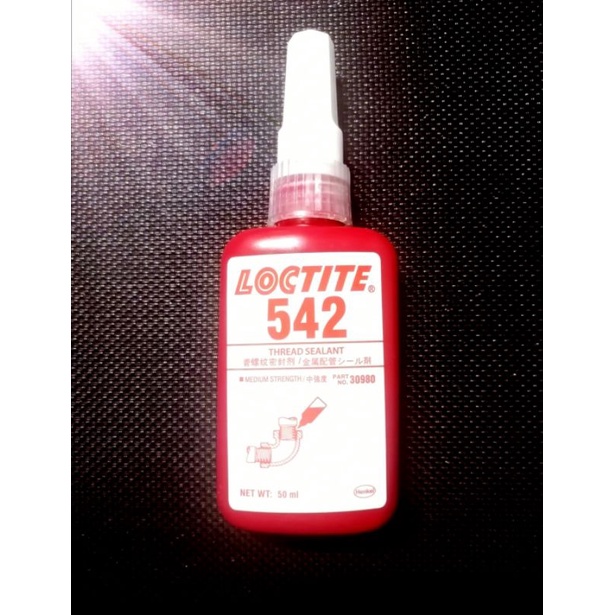 LOCTITE®
542
THREAD SEALANT
管螺纹密封剂/金属配管シール剤
■ MEDIUM STRENGTH/中强度 PART NO. 30980
NET WT: 50 ml
Henkel